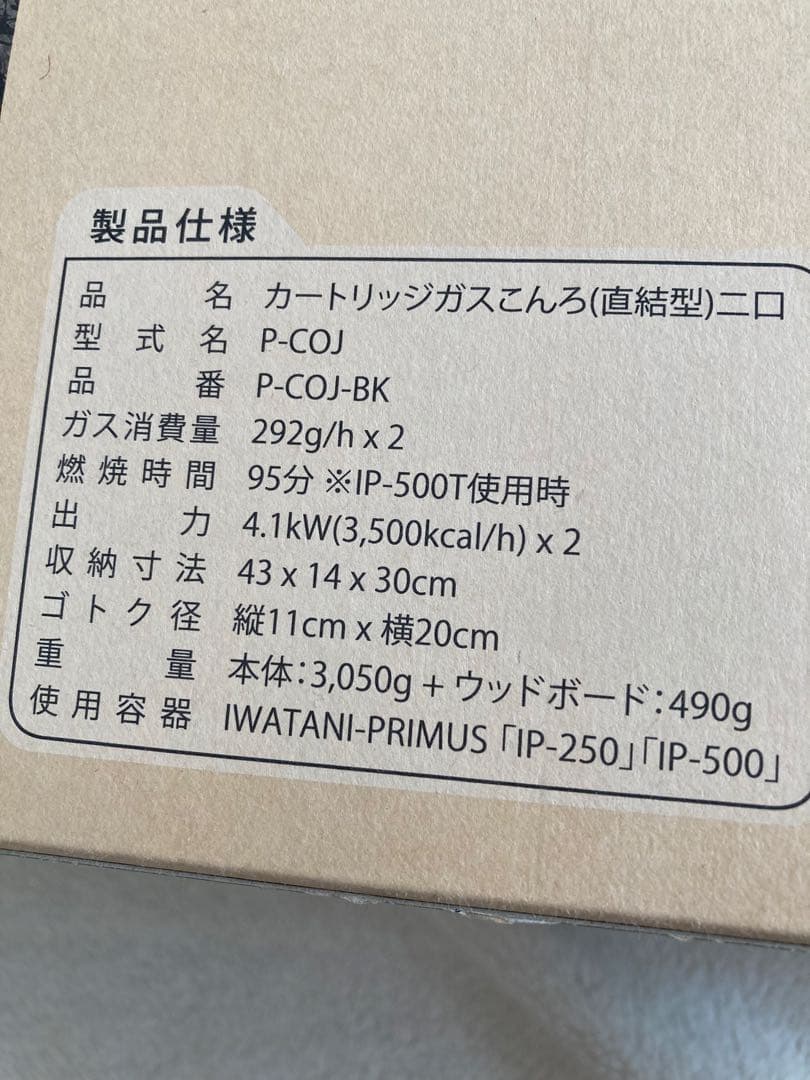 製品仕様
品名 カートリッジガスこんろ(直結型)二口
型式名 P-COJ
品番 P-COJ-BK
ガス消費量 292g/h x 2
燃焼時間 95分 ※IP-500T使用時
出力 4.1kW(3,500kcal/h) x 2
収納寸法 43 x 14 x 30cm
ゴトク径 縦11cm x 横20cm
重量 本体：3,050g + ウッドボード：490g
使用容器 IWATANI-PRIMUS「IP-250」「IP-500」